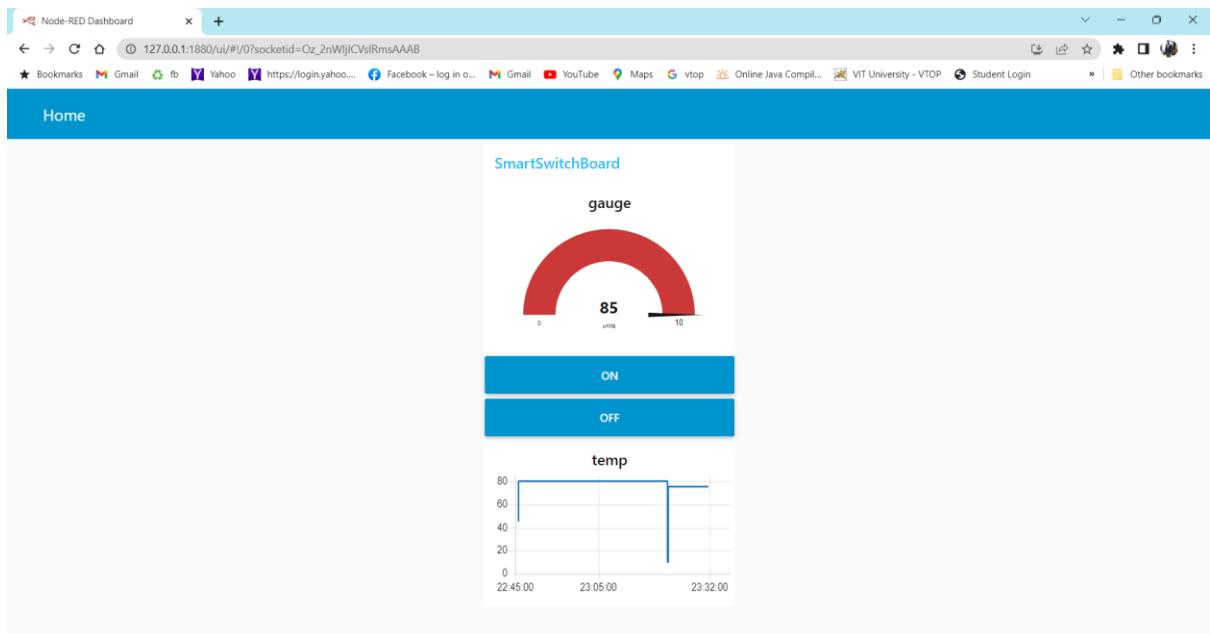 Node-RED Dashboard
127.0.0.1:1880/ui/#!/0?socketid=Oz_2nWIjICVsIRmsAAAB
Bookmarks Gmail fb Yahoo https://login.yahoo.... Facebook – log in o... Gmail YouTube Maps vtop Online Java Compil... VIT University - VTOP Student Login » Other bookmarks
Home
SmartSwitchBoard
gauge
85
0 units 10
ON
OFF
temp
80
60
40
20
0
22:45:00 23:05:00 23:32:00